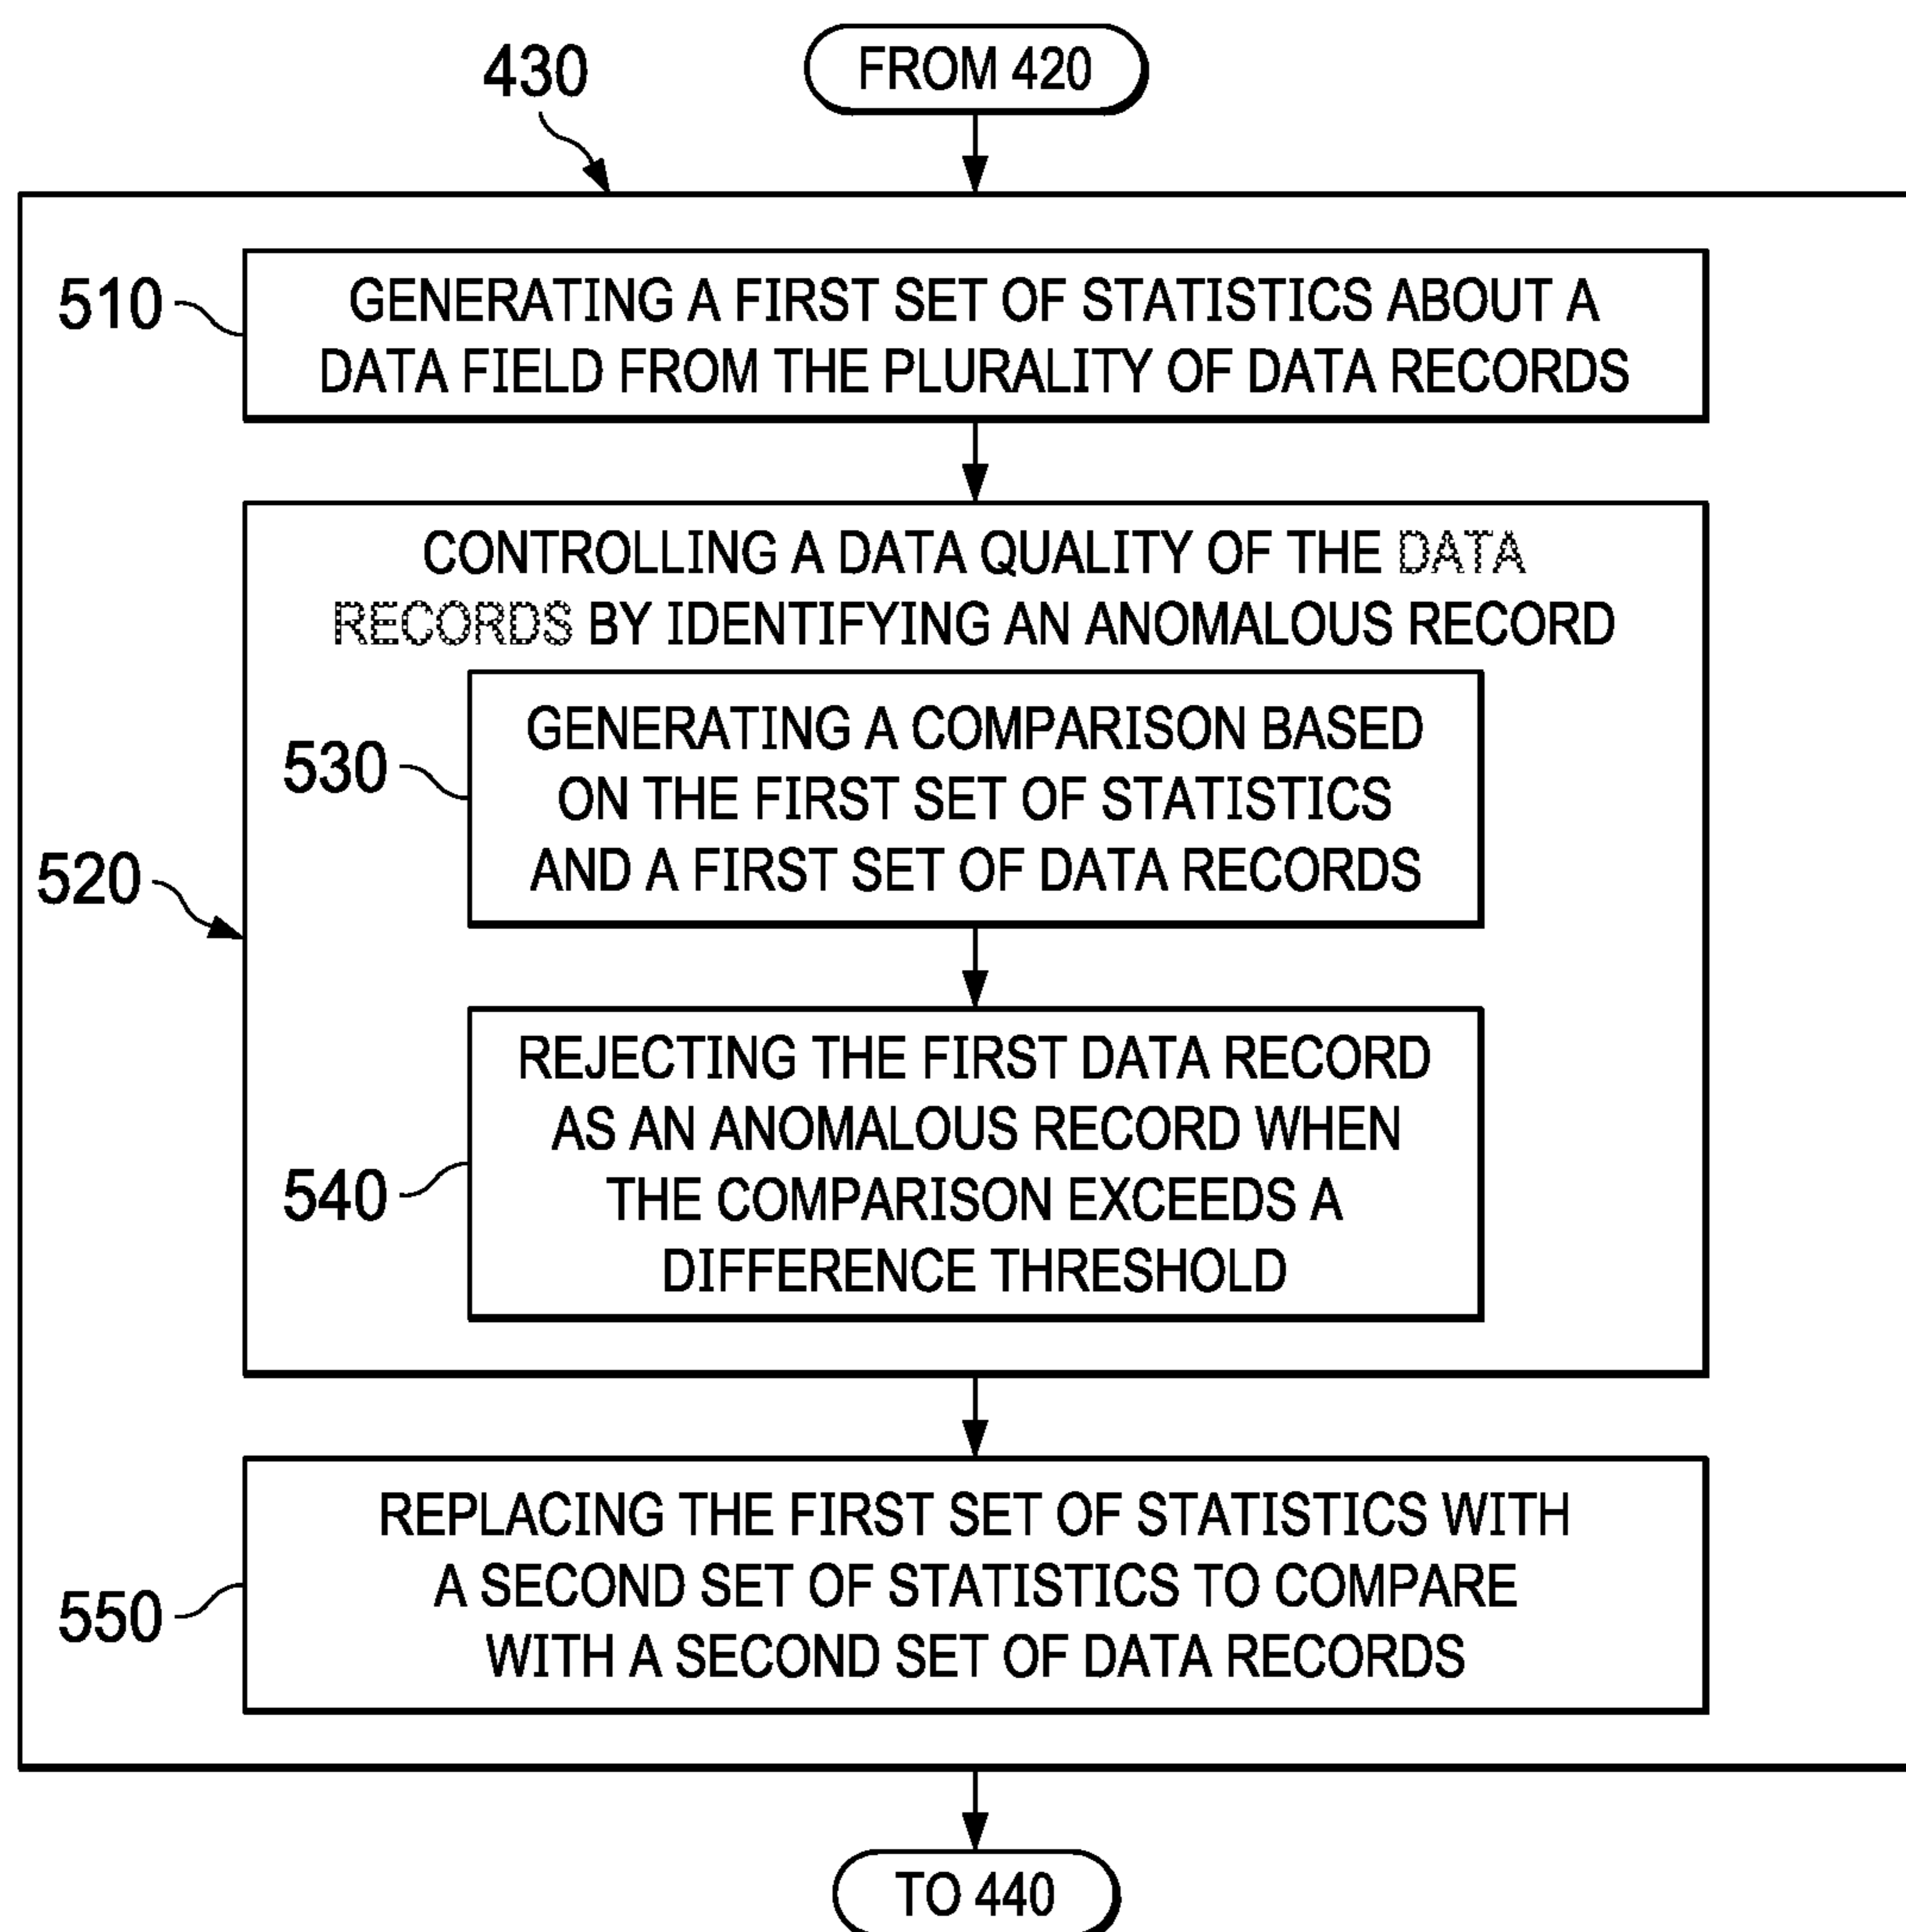 FROM 420
430
510
GENERATING A FIRST SET OF STATISTICS ABOUT A
DATA FIELD FROM THE PLURALITY OF DATA RECORDS
CONTROLLING A DATA QUALITY OF THE DATA
RECORDS BY IDENTIFYING AN ANOMALOUS RECORD
530
GENERATING A COMPARISON BASED
ON THE FIRST SET OF STATISTICS
AND A FIRST SET OF DATA RECORDS
520
540
REJECTING THE FIRST DATA RECORD
AS AN ANOMALOUS RECORD WHEN
THE COMPARISON EXCEEDS A
DIFFERENCE THRESHOLD
550
REPLACING THE FIRST SET OF STATISTICS WITH
A SECOND SET OF STATISTICS TO COMPARE
WITH A SECOND SET OF DATA RECORDS
TO 440